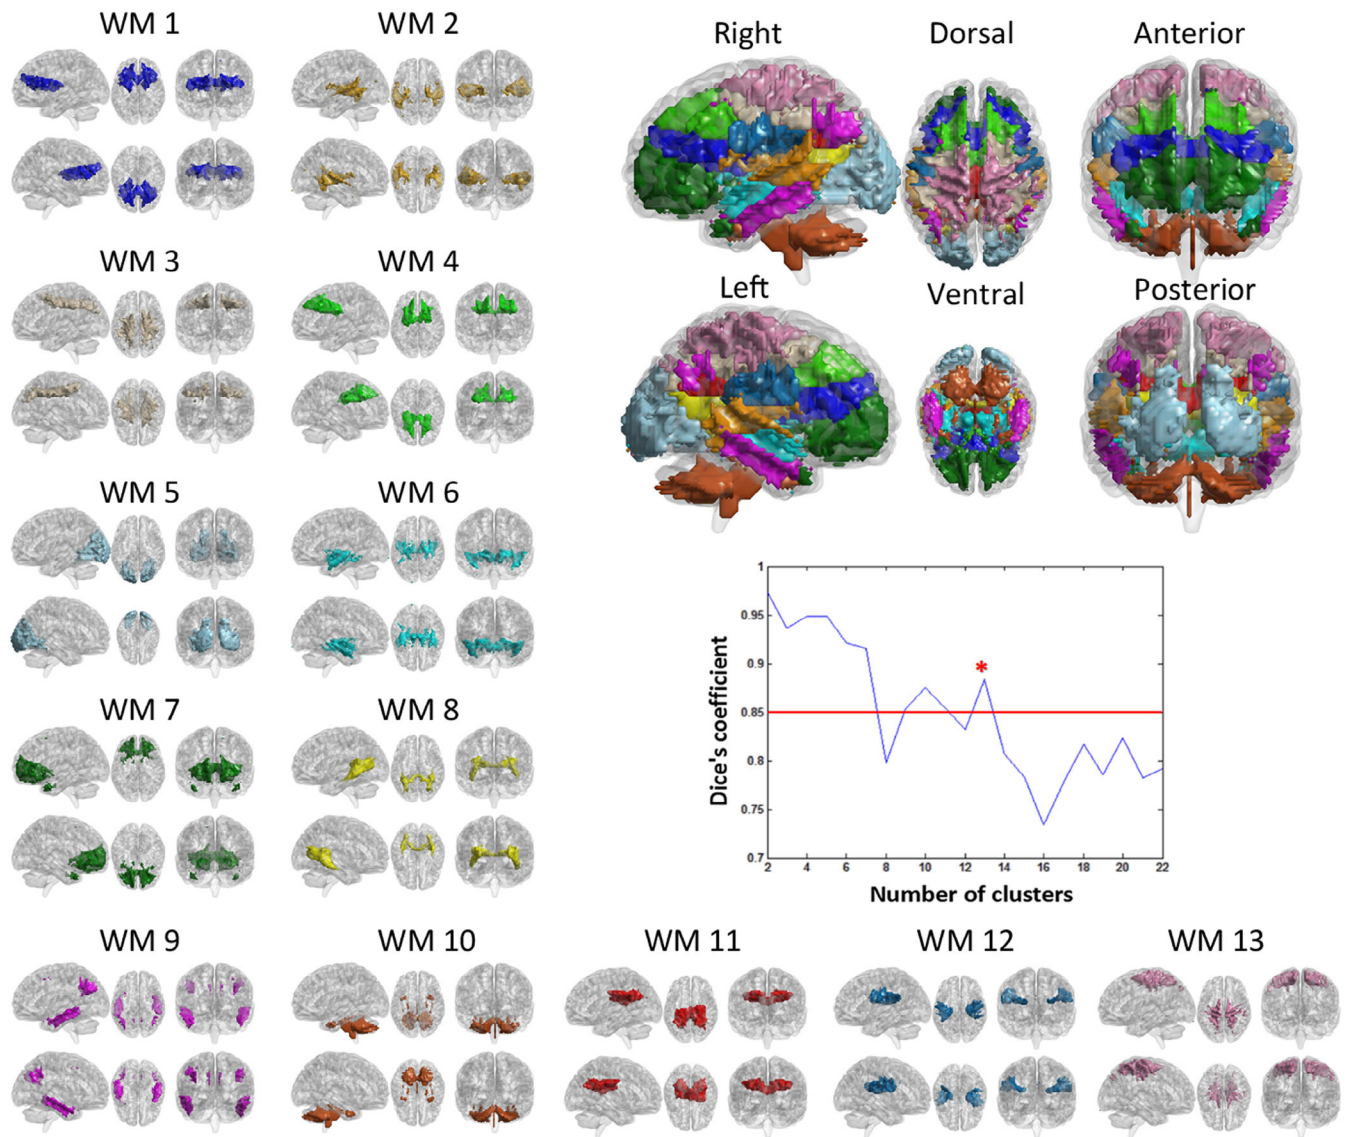 WM 1
WM 2
Right
Dorsal
Anterior
WM 3
WM 4
Left
Ventral
Posterior
WM 5
WM 6
WM 7
WM 8
Dice's coefficient
1
0.95
0.9
0.85
0.8
0.75
0.7
*
2 4 6 8 10 12 14 16 18 20 22
Number of clusters
WM 9
WM 10
WM 11
WM 12
WM 13